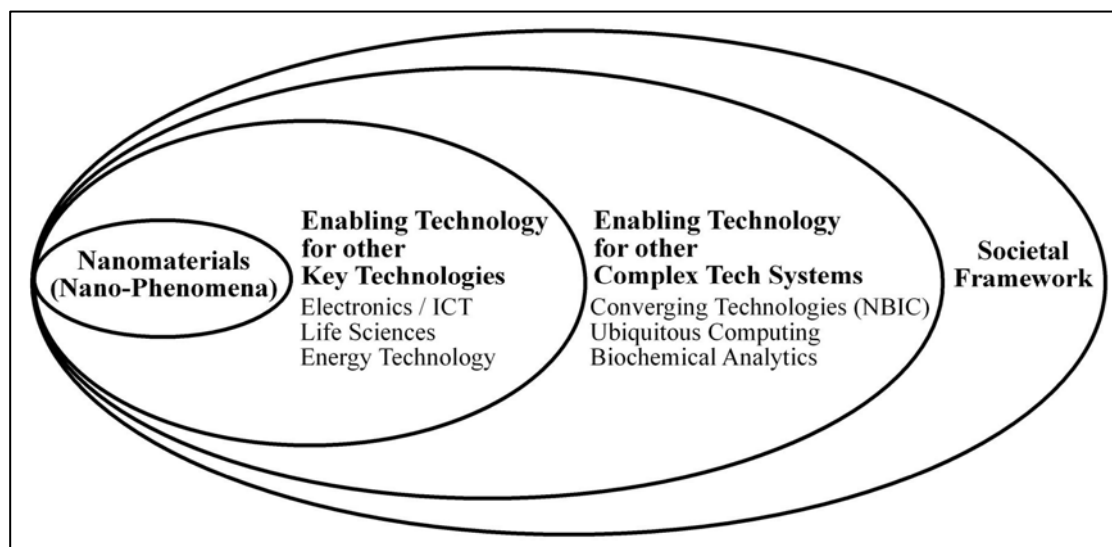 Nanomaterials
(Nano-Phenomena)
Enabling Technology
for other
Key Technologies
Electronics / ICT
Life Sciences
Energy Technology
Enabling Technology
for other
Complex Tech Systems
Converging Technologies (NBIC)
Ubiquitous Computing
Biochemical Analytics
Societal
Framework